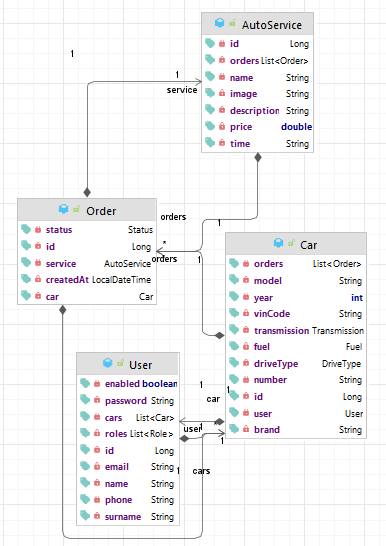 AutoService
id Long
orders List<Order>
name String
image String
description String
price double
time String
1
1
service
Order
status Status
id Long
service AutoService
createdAt LocalDateTime
car Car
orders
1
*
orders
1
Car
orders List<Order>
model String
year int
vinCode String
transmission Transmission
fuel Fuel
driveType DriveType
number String
id Long
user User
brand String
User
enabled boolean
password String
cars List<Car>
roles List<Role>
id Long
email String
name String
phone String
surname String
1
1
car
user
1
*
1
1
cars